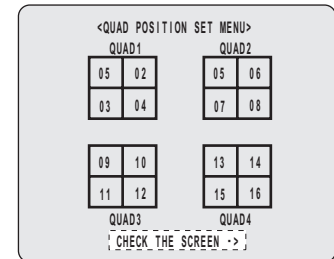 <QUAD POSITION SET MENU>
QUAD1 QUAD2
05 02 05 06
03 04 07 08
09 10 13 14
11 12 15 16
QUAD3 QUAD4
CHECK THE SCREEN ->